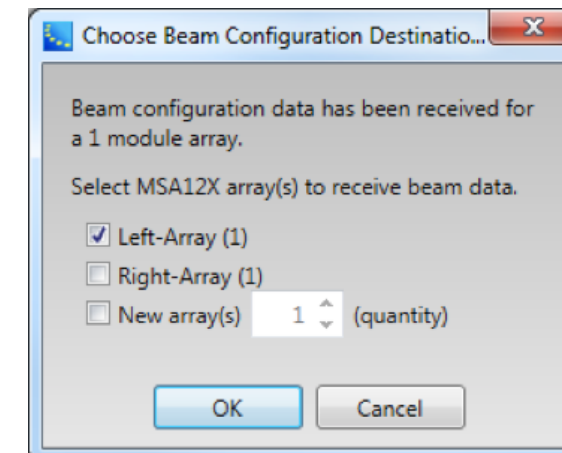 Choose Beam Configuration Destinatio...
Beam configuration data has been received for
a 1 module array.
Select MSA12X array(s) to receive beam data.
Left-Array (1)
Right-Array (1)
New array(s) 1 (quantity)
OK Cancel